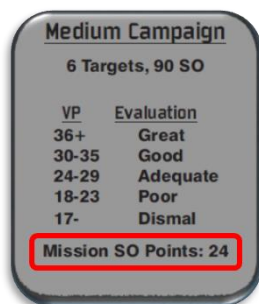 Medium Campaign
6 Targets, 90 SO
VP Evaluation
36+ Great
30-35 Good
24-29 Adequate
18-23 Poor
17- Dismal
Mission SO Points: 24